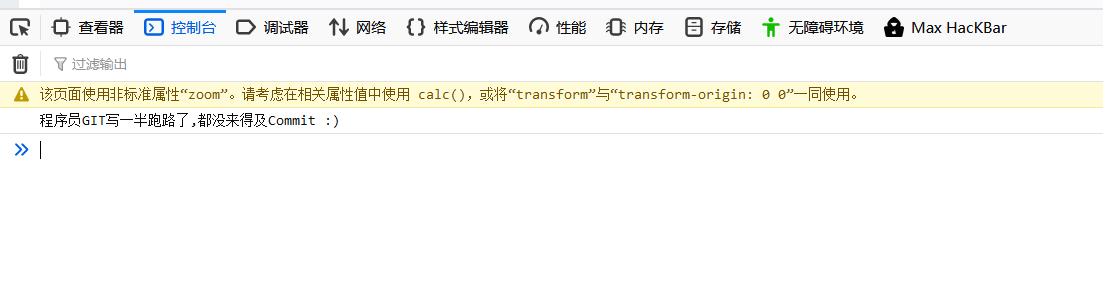 查看器 控制台 调试器 网络 样式编辑器 性能 内存 存储 无障碍环境 Max HacKBar
过滤输出
该页面使用非标准属性“zoom”。请考虑在相关属性值中使用 calc()，或将“transform”与“transform-origin: 0 0”一同使用。
程序员GIT写一半跑路了,都没来得及Commit :)